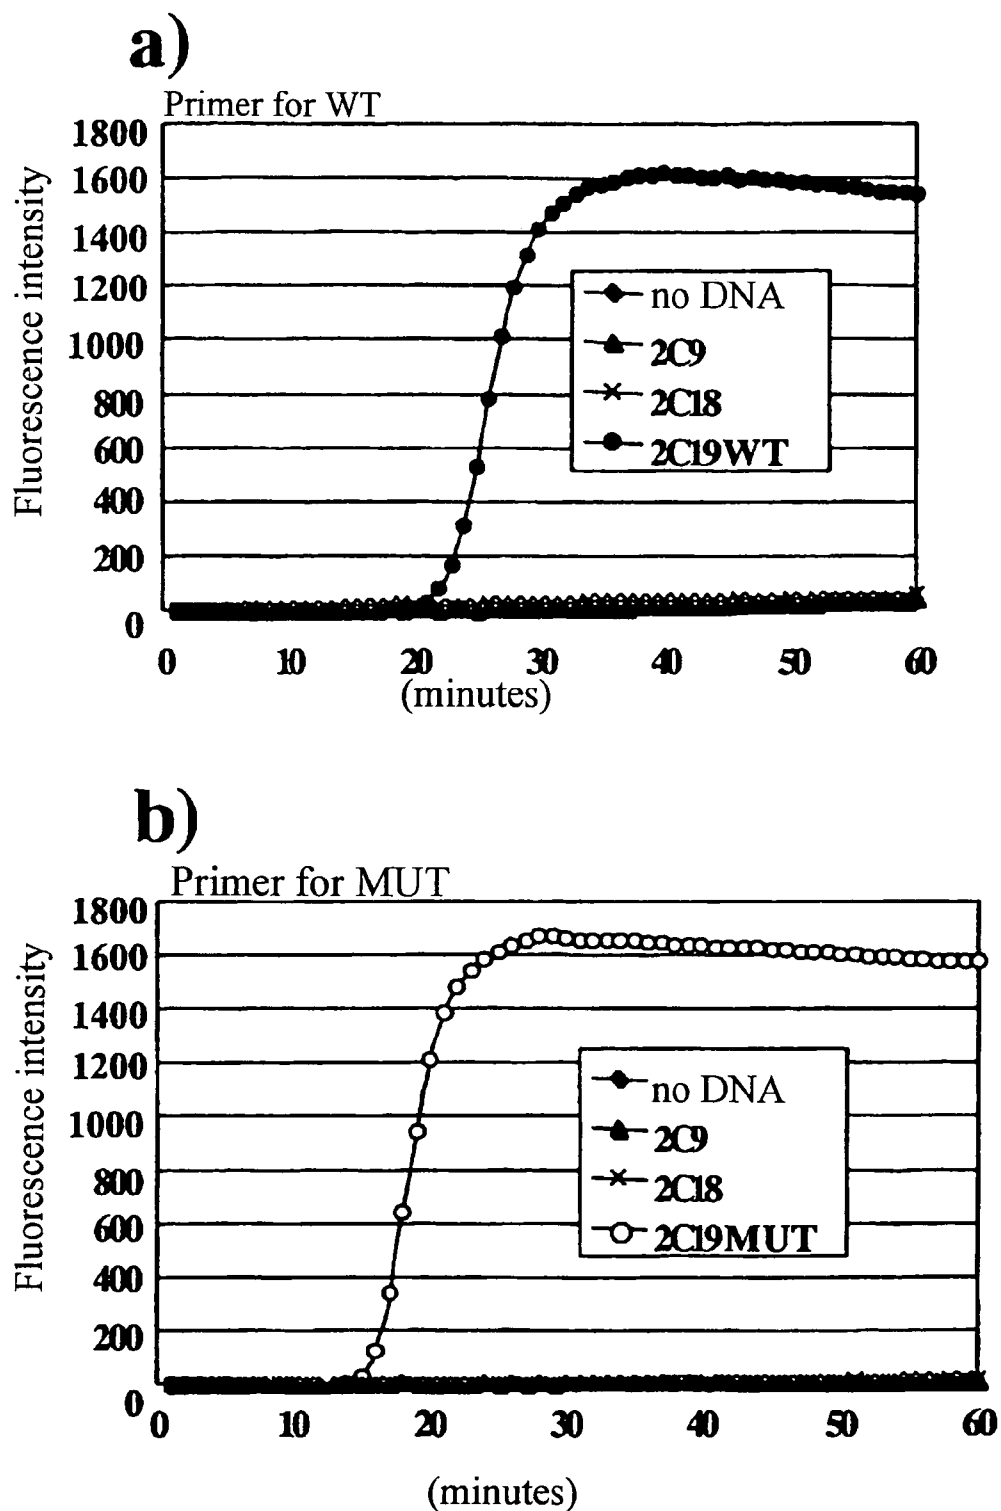 a)
Primer for WT
Fluorescence intensity
1800
1600
1400
1200
1000
800
600
400
200
0
no DNA
2C9
2C18
2C19WT
0 10 20 30 40 50 60
(minutes)
b)
Primer for MUT
Fluorescence intensity
1800
1600
1400
1200
1000
800
600
400
200
0
no DNA
2C9
2C18
2C19MUT
0 10 20 30 40 50 60
(minutes)